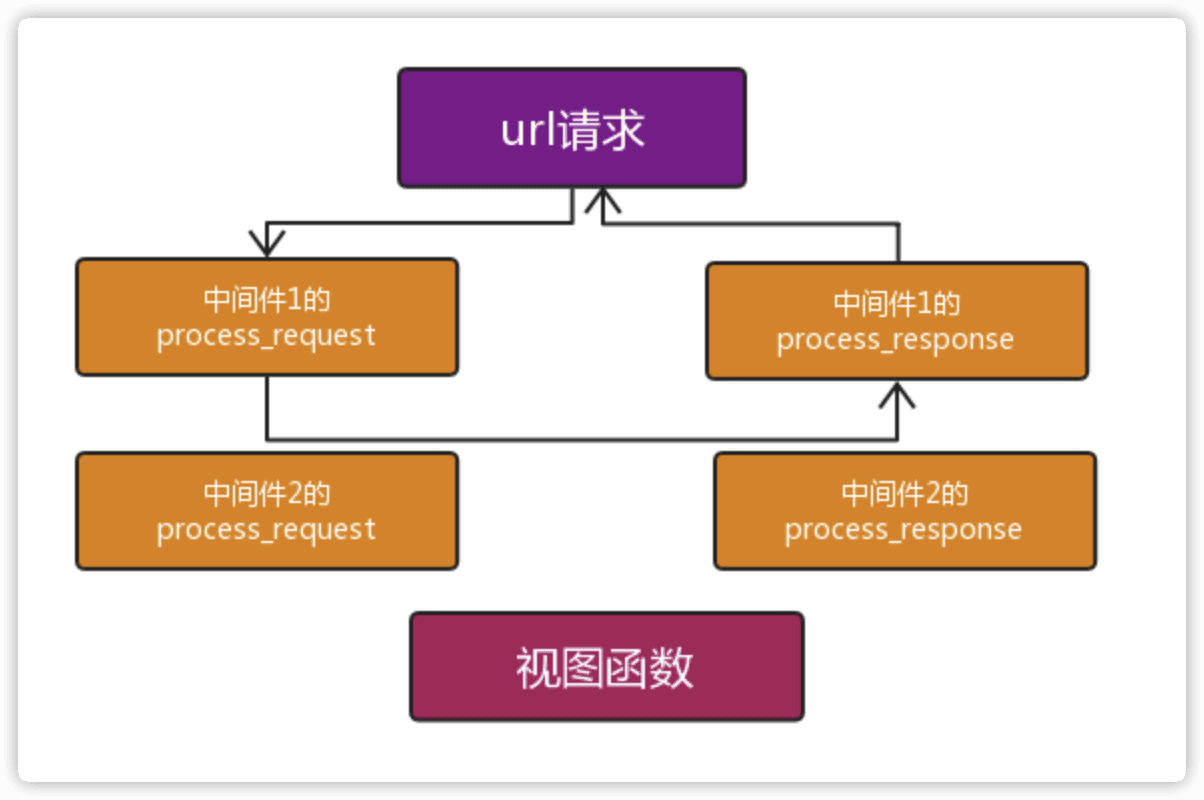 url请求
中间件1的
process_request
中间件1的
process_response
中间件2的
process_request
中间件2的
process_response
视图函数